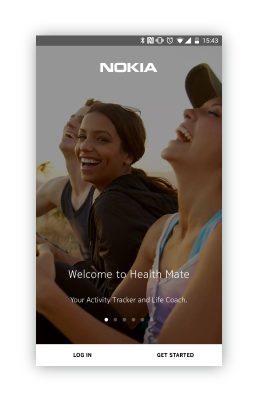 15:43
NOKIA
Welcome to Health Mate
Your Activity Tracker and Life Coach.
LOG IN
GET STARTED